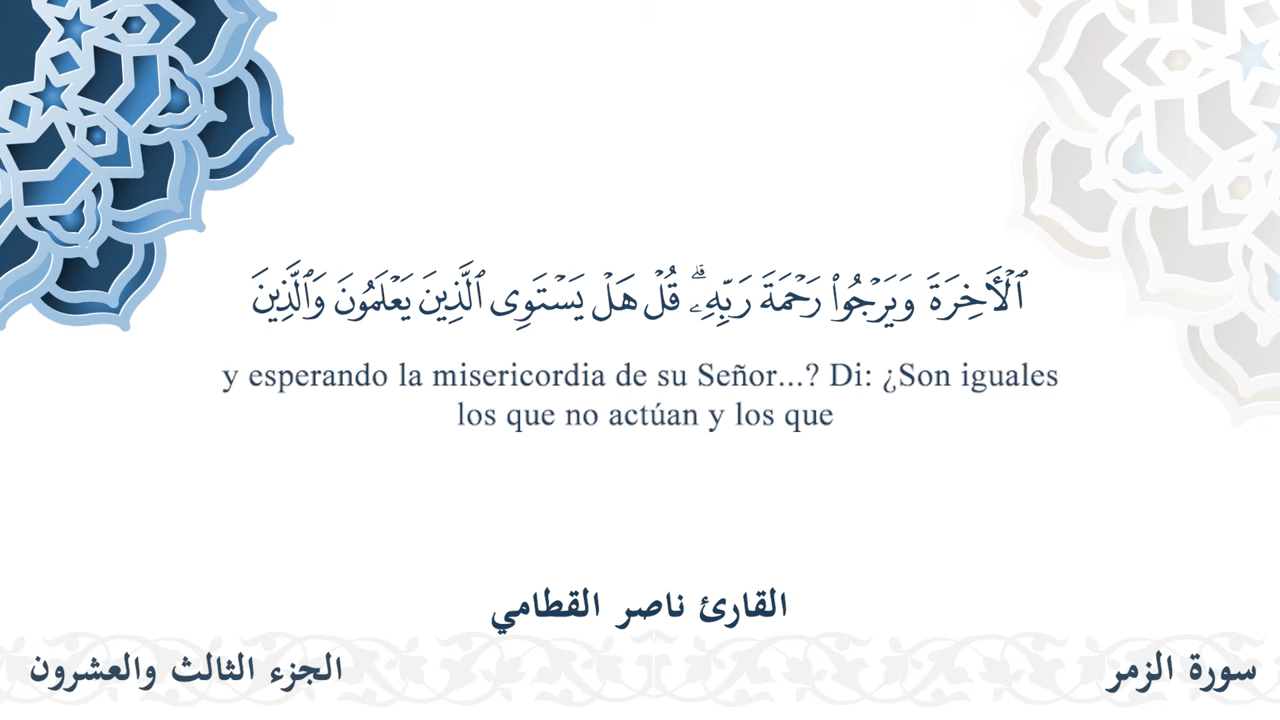 ٱلْأَخِرَةَ وَيَرْجُوا۟ رَحْمَةَ رَبِّهِۦ ۗ قُلْ هَلْ يَسْتَوِى ٱلَّذِينَ يَعْلَمُونَ وَٱلَّذِينَ
y esperando la misericordia de su Señor...? Di: ¿Son iguales
los que no actúan y los que
القارئ ناصر القطامي
سورة الزمر
الجزء الثالث والعشرون